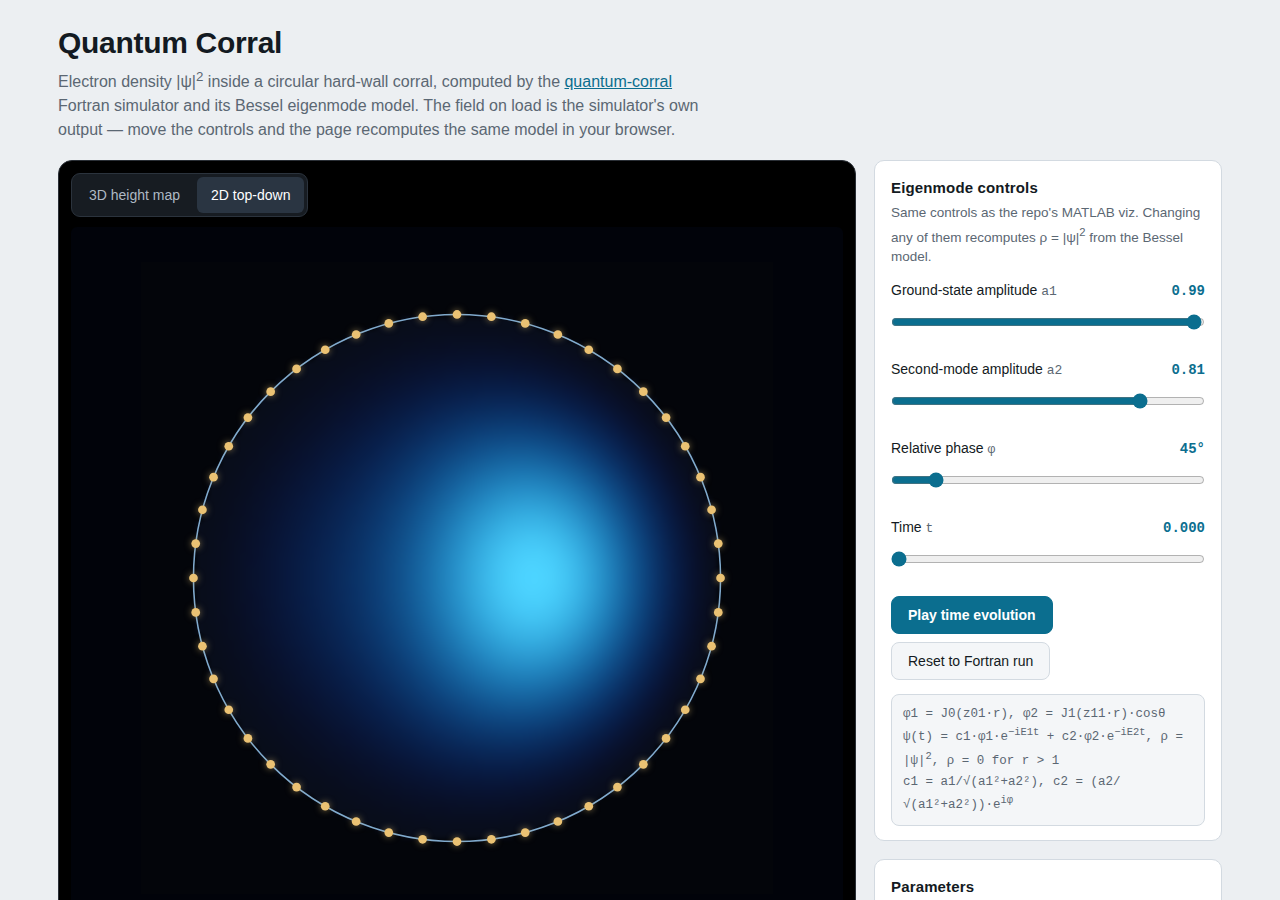 Quantum Corral
Electron density |ψ|² inside a circular hard-wall corral, computed by the quantum-corral
Fortran simulator and its Bessel eigenmode model. The field on load is the simulator's own
output — move the controls and the page recomputes the same model in your browser.
3D height map
2D top-down
Eigenmode controls
Same controls as the repo's MATLAB viz. Changing
any of them recomputes ρ = |ψ|² from the Bessel
model.
Ground-state amplitude a1 0.99
Second-mode amplitude a2 0.81
Relative phase φ 45°
Time t 0.000
Play time evolution
Reset to Fortran run
φ1 = J0(z01·r), φ2 = J1(z11·r)·cosθ
ψ(t) = c1·φ1·e⁻ⁱᴱ¹ᵗ + c2·φ2·e⁻ⁱᴱ²ᵗ, ρ =
|ψ|², ρ = 0 for r > 1
c1 = a1/√(a1²+a2²), c2 = (a2/
√(a1²+a2²))·eⁱᵠ
Parameters